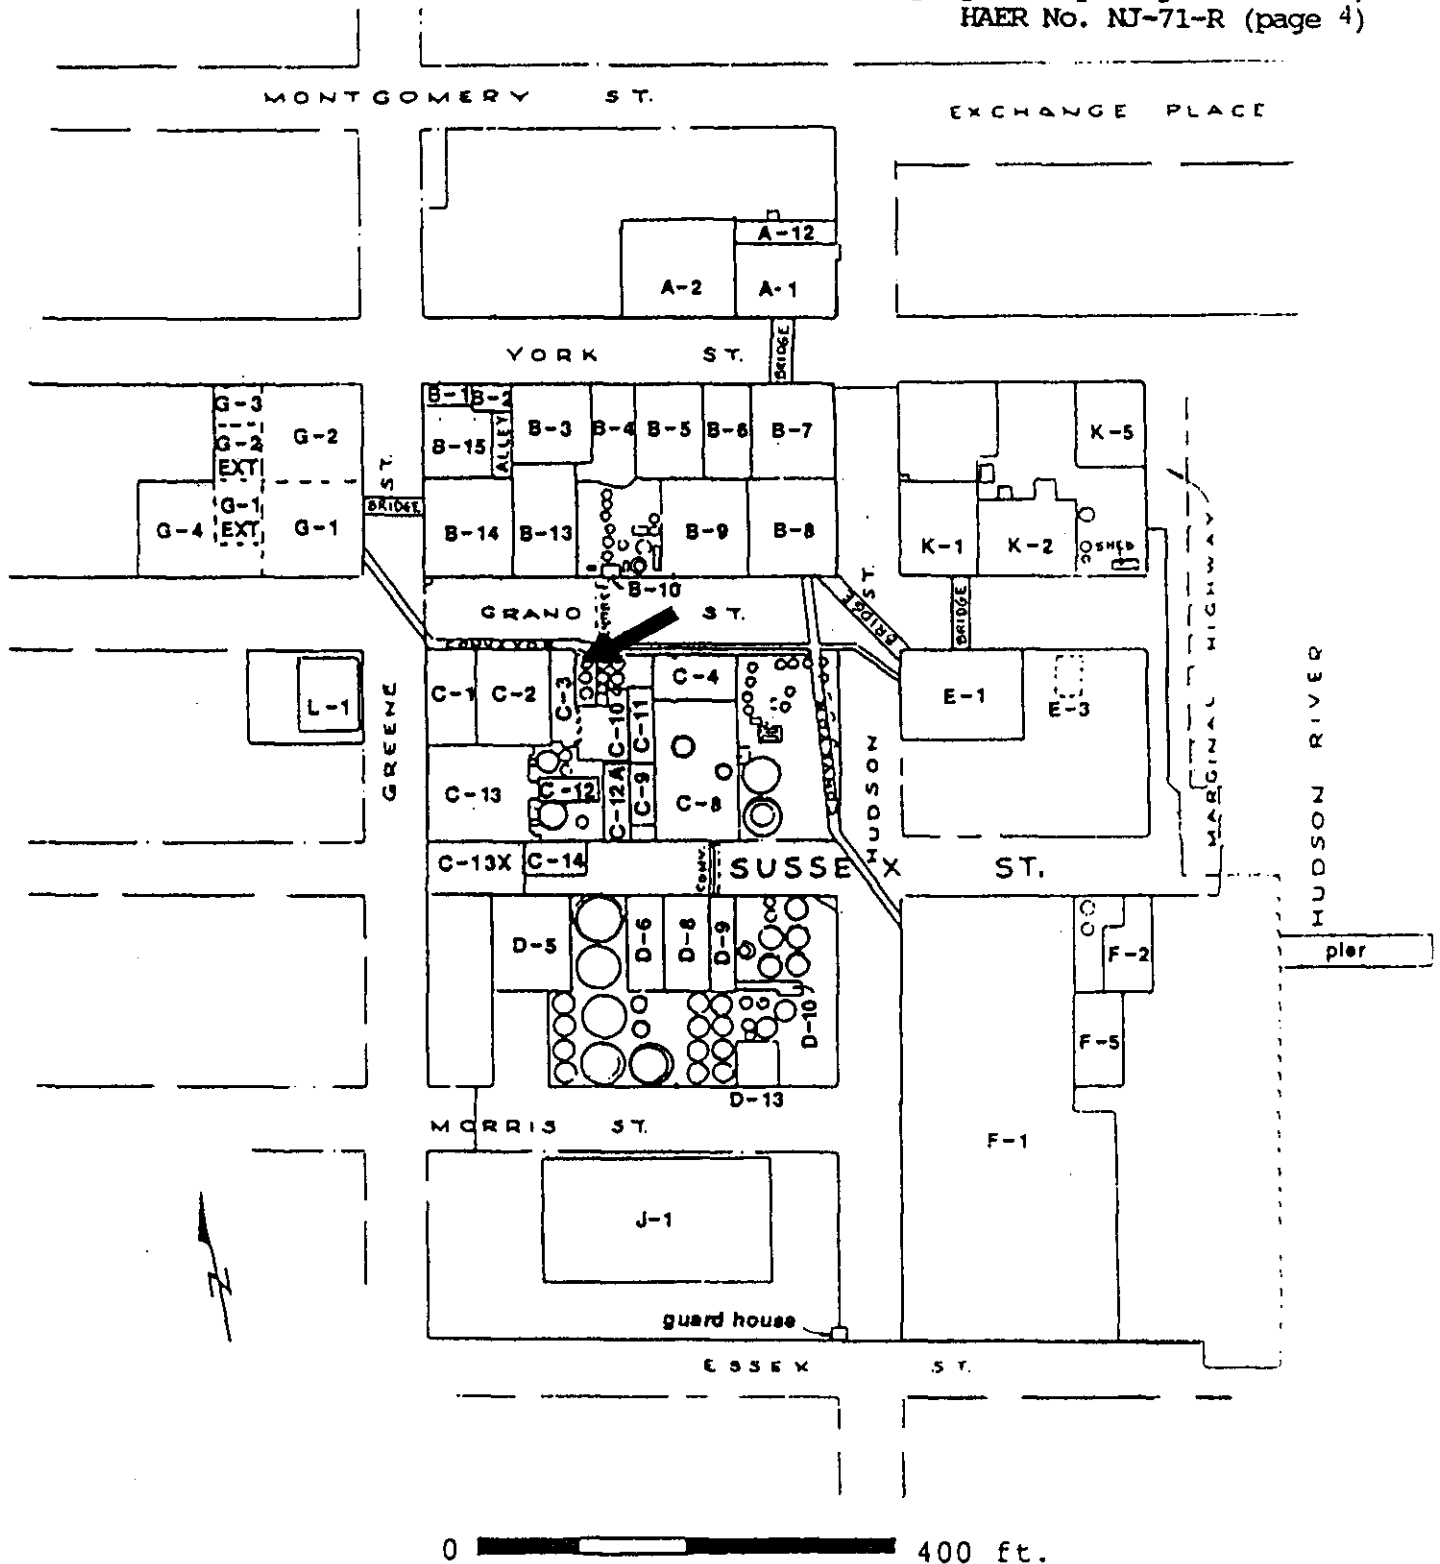 HAER No. NJ-71-R (page 4)
MONTGOMERY ST.
EXCHANGE PLACE
A-12
A-2
A-1
YORK ST.
BRIDGE
G-3
G-2
EXT
G-2
G-1
EXT
G-1
G-4
ST.
BRIDGE
B-1
B-2
B-15
ALLEY
B-3
B-4
B-5
B-6
B-7
B-14
B-13
B-9
B-8
B-10
K-5
K-1
K-2
SHED
GRAND ST.
BRIDGE
ST.
BRIDGE
MARGINAL HIGHWAY
HUDSON RIVER
L-1
GREENE
CONVEYOR
C-1
C-2
C-3
C-4
C-10
C-11
C-13
C-12
C-12A
C-9
C-8
CONVEYOR
HUDSON
E-1
E-3
C-13X
C-14
CONV.
SUSSEX ST.
D-5
D-6
D-8
D-9
D-10
D-13
F-2
F-5
F-1
pier
MORRIS ST.
J-1
guard house
ESSEX ST.
N
0 400 ft.